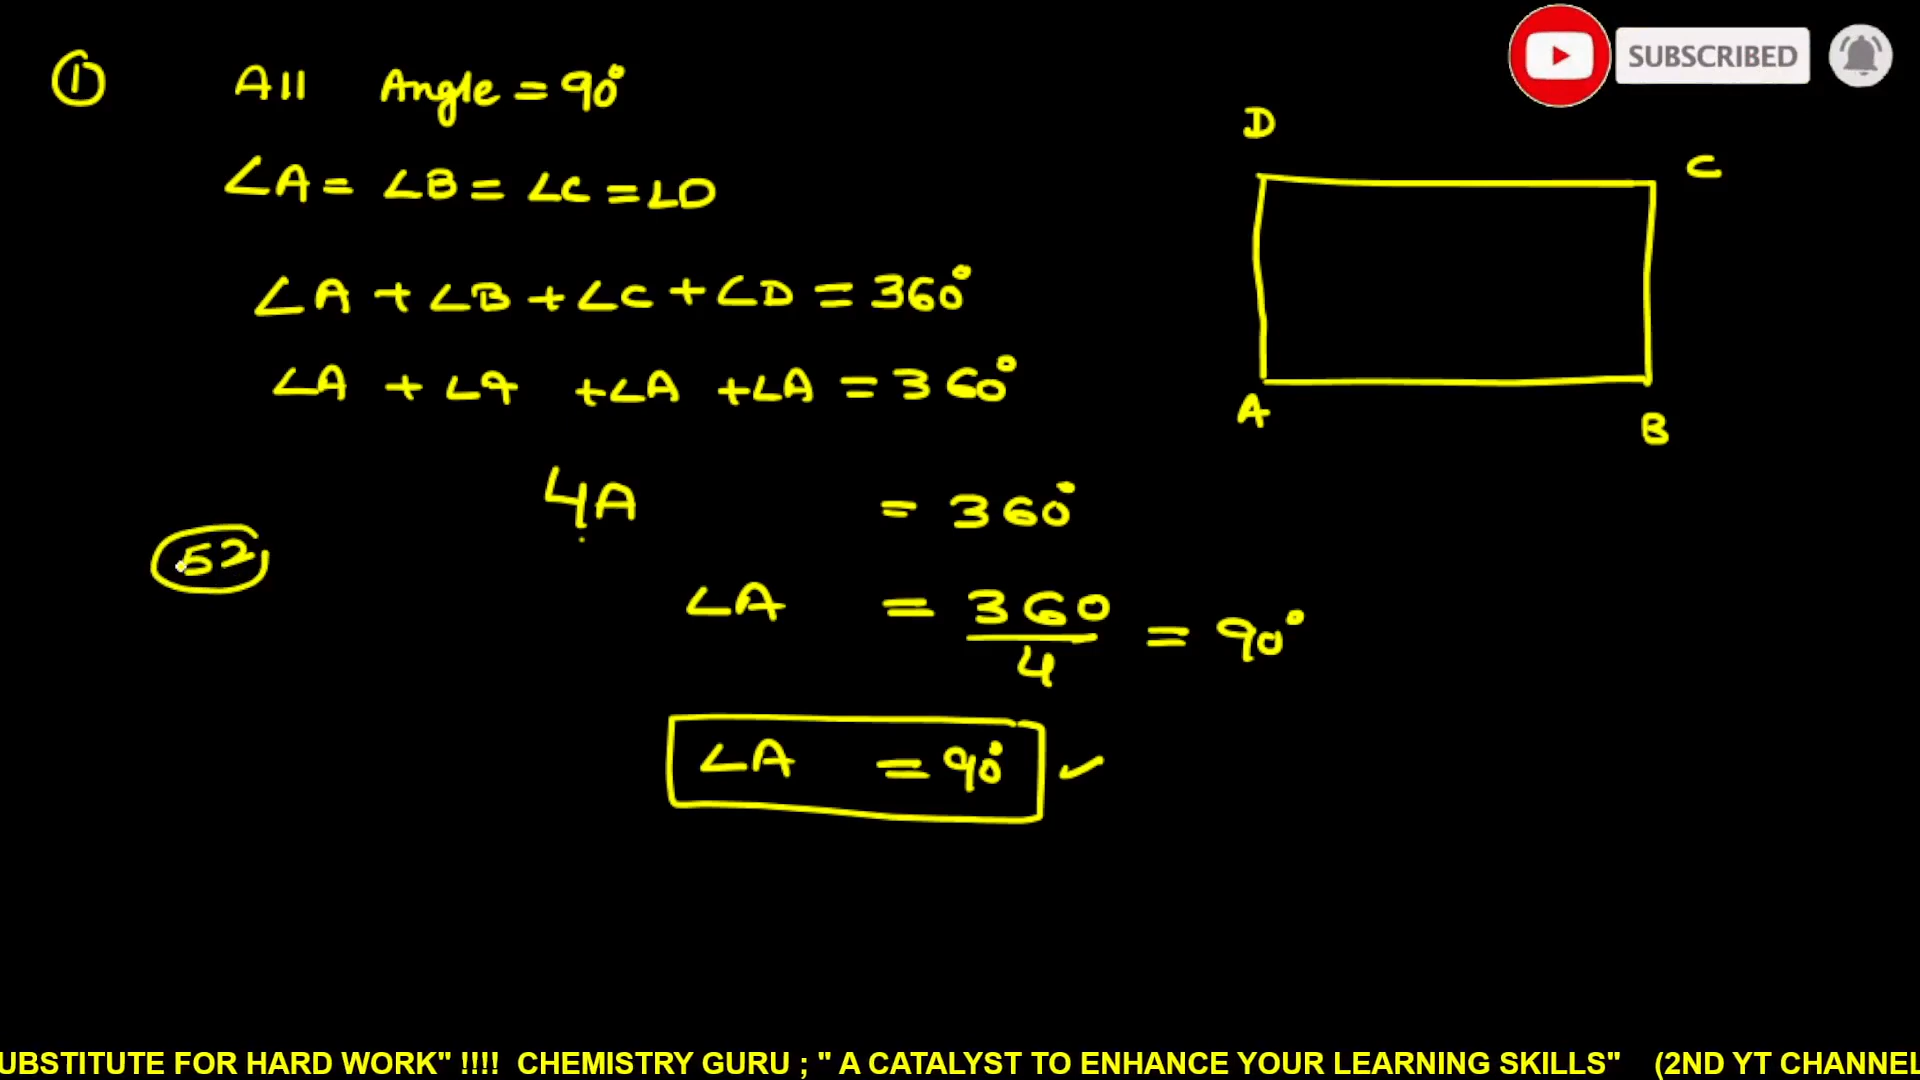 ① All Angle = 90°
SUBSCRIBED
∠A = ∠B = ∠C = ∠D
∠A + ∠B + ∠C + ∠D = 360°
∠A + ∠A + ∠A + ∠A = 360°
4A = 360°
52
∠A = 360/4 = 90°
∠A = 90° ✓
D
C
A
B
UBSTITUTE FOR HARD WORK" !!!! CHEMISTRY GURU ; " A CATALYST TO ENHANCE YOUR LEARNING SKILLS" (2ND YT CHANNEL